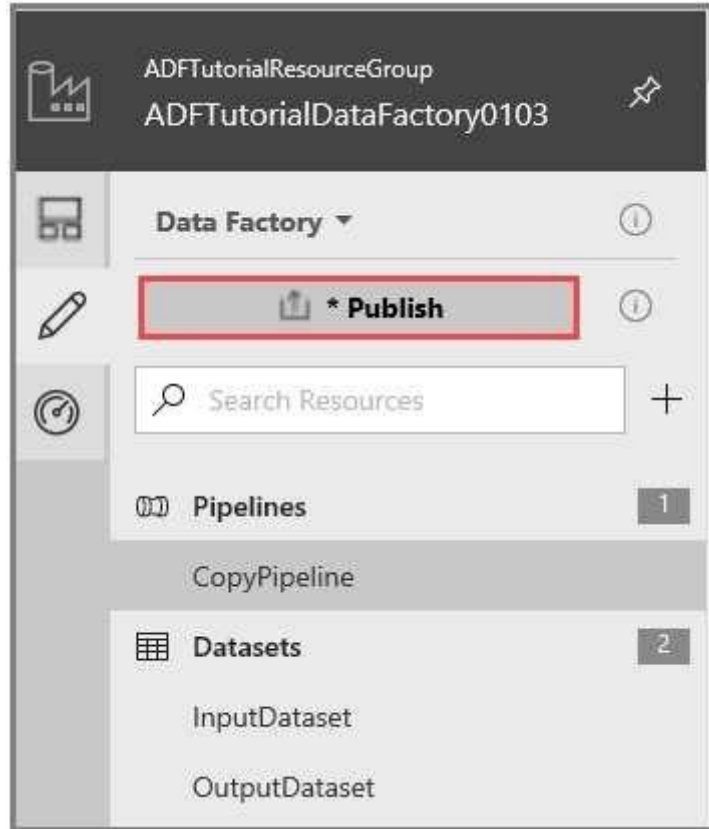 ADFTutorialResourceGroup
ADFTutorialDataFactory0103
Data Factory
* Publish
Search Resources
Pipelines 1
CopyPipeline
Datasets 2
InputDataset
OutputDataset